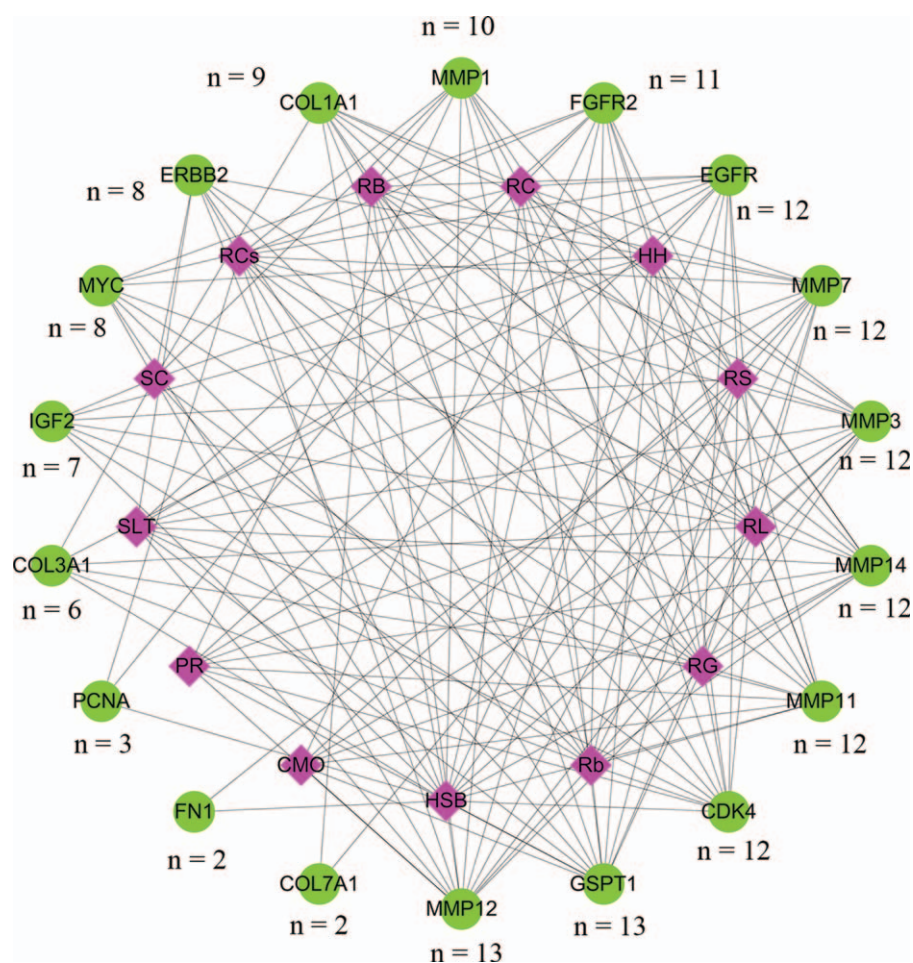 n = 10
MMP1
n = 9
COL1A1
FGFR2
n = 11
ERBB2
n = 8
EGFR
n = 12
RB
RC
RCs
HH
MYC
n = 8
MMP7
n = 12
SC
RS
IGF2
n = 7
MMP3
n = 12
SLT
RL
COL3A1
n = 6
MMP14
n = 12
PR
RG
PCNA
n = 3
MMP11
n = 12
CMO
HSB
Rb
FN1
n = 2
CDK4
n = 12
COL7A1
n = 2
MMP12
n = 13
GSPT1
n = 13